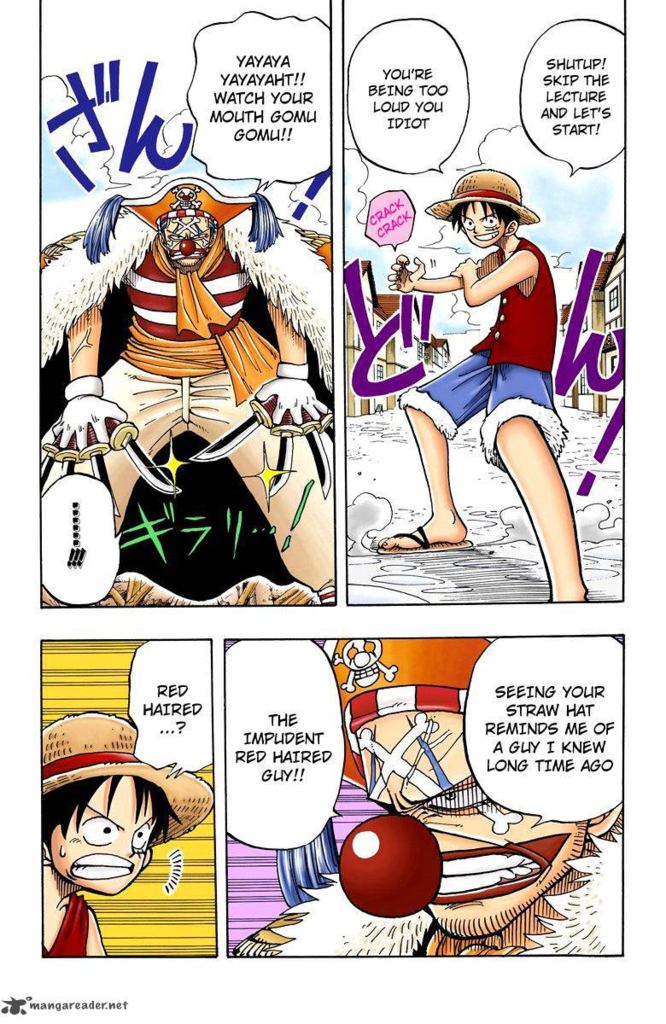 SHUTUP!
SKIP THE
LECTURE
AND LET'S
START!
YOU'RE
BEING TOO
LOUD YOU
IDIOT
CRACK
CRACK
どん!
YAYAYA
YAYAYAHT!!
WATCH YOUR
MOUTH GOMU
GOMU!!
ざん!
ギラリ…!
......!!!
SEEING YOUR
STRAW HAT
REMINDS ME OF
A GUY I KNEW
LONG TIME AGO
THE
IMPUDENT
RED HAIRED
GUY!!
RED
HAIRED
...?
mangareader.net